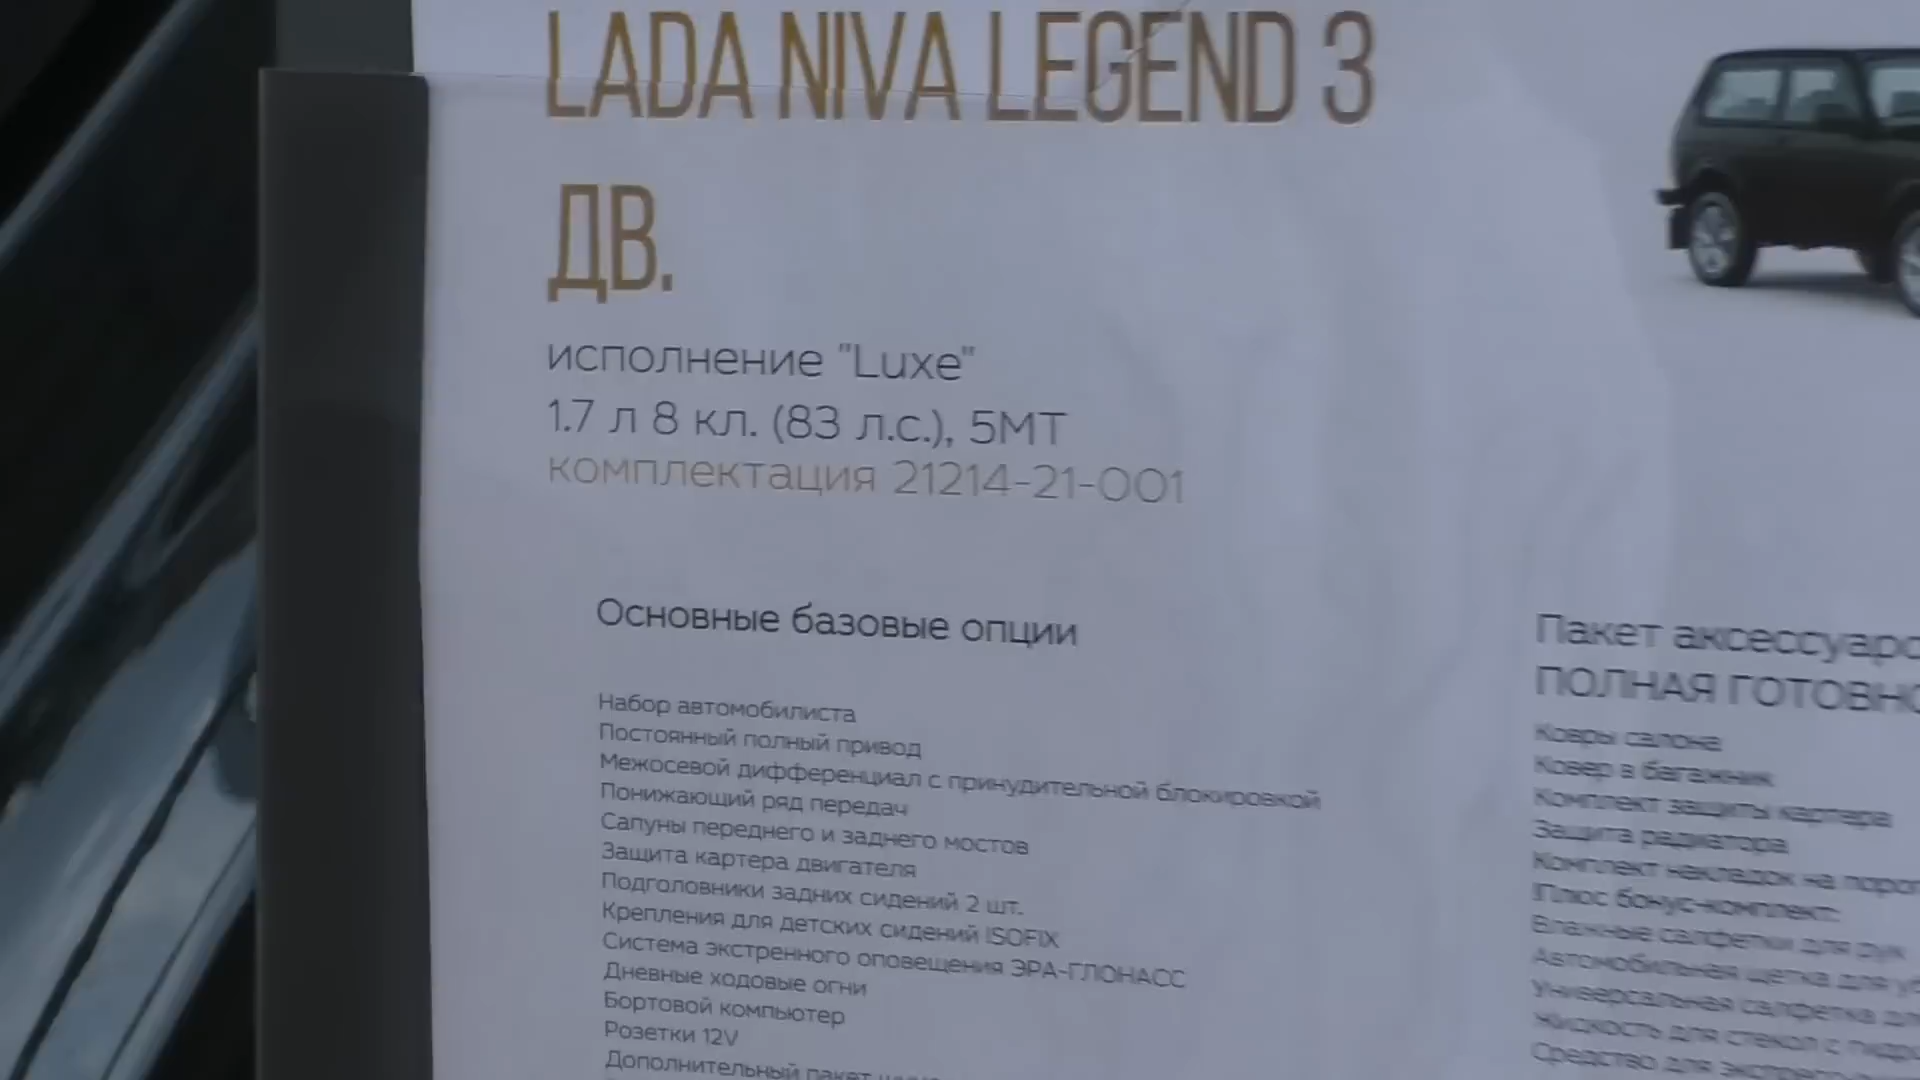 LADA NIVA LEGEND 3
ДВ.
исполнение "Luxe"
1.7 л 8 кл. (83 л.с.), 5МТ
комплектация 21214-21-001
Основные базовые опции
Набор автомобилиста
Постоянный полный привод
Межосевой дифференциал с принудительной блокировкой
Понижающий ряд передач
Сапуны переднего и заднего мостов
Защита картера двигателя
Подголовники задних сидений 2 шт.
Крепления для детских сидений ISOFIX
Система экстренного оповещения ЭРА-ГЛОНАСС
Дневные ходовые огни
Бортовой компьютер
Розетки 12V
Дополнительный пакет
Пакет
ПОЛНАЯ
Ковры салона
Ковер в багажник
Комплект защиты картера
Защита радиатора
Комплект накладок на
Плюс бонус-комплект:
Влажные салфетки для рук
Автомобильная щетка для
Универсальная салфетка
Жидкость для стекол с
Средство для